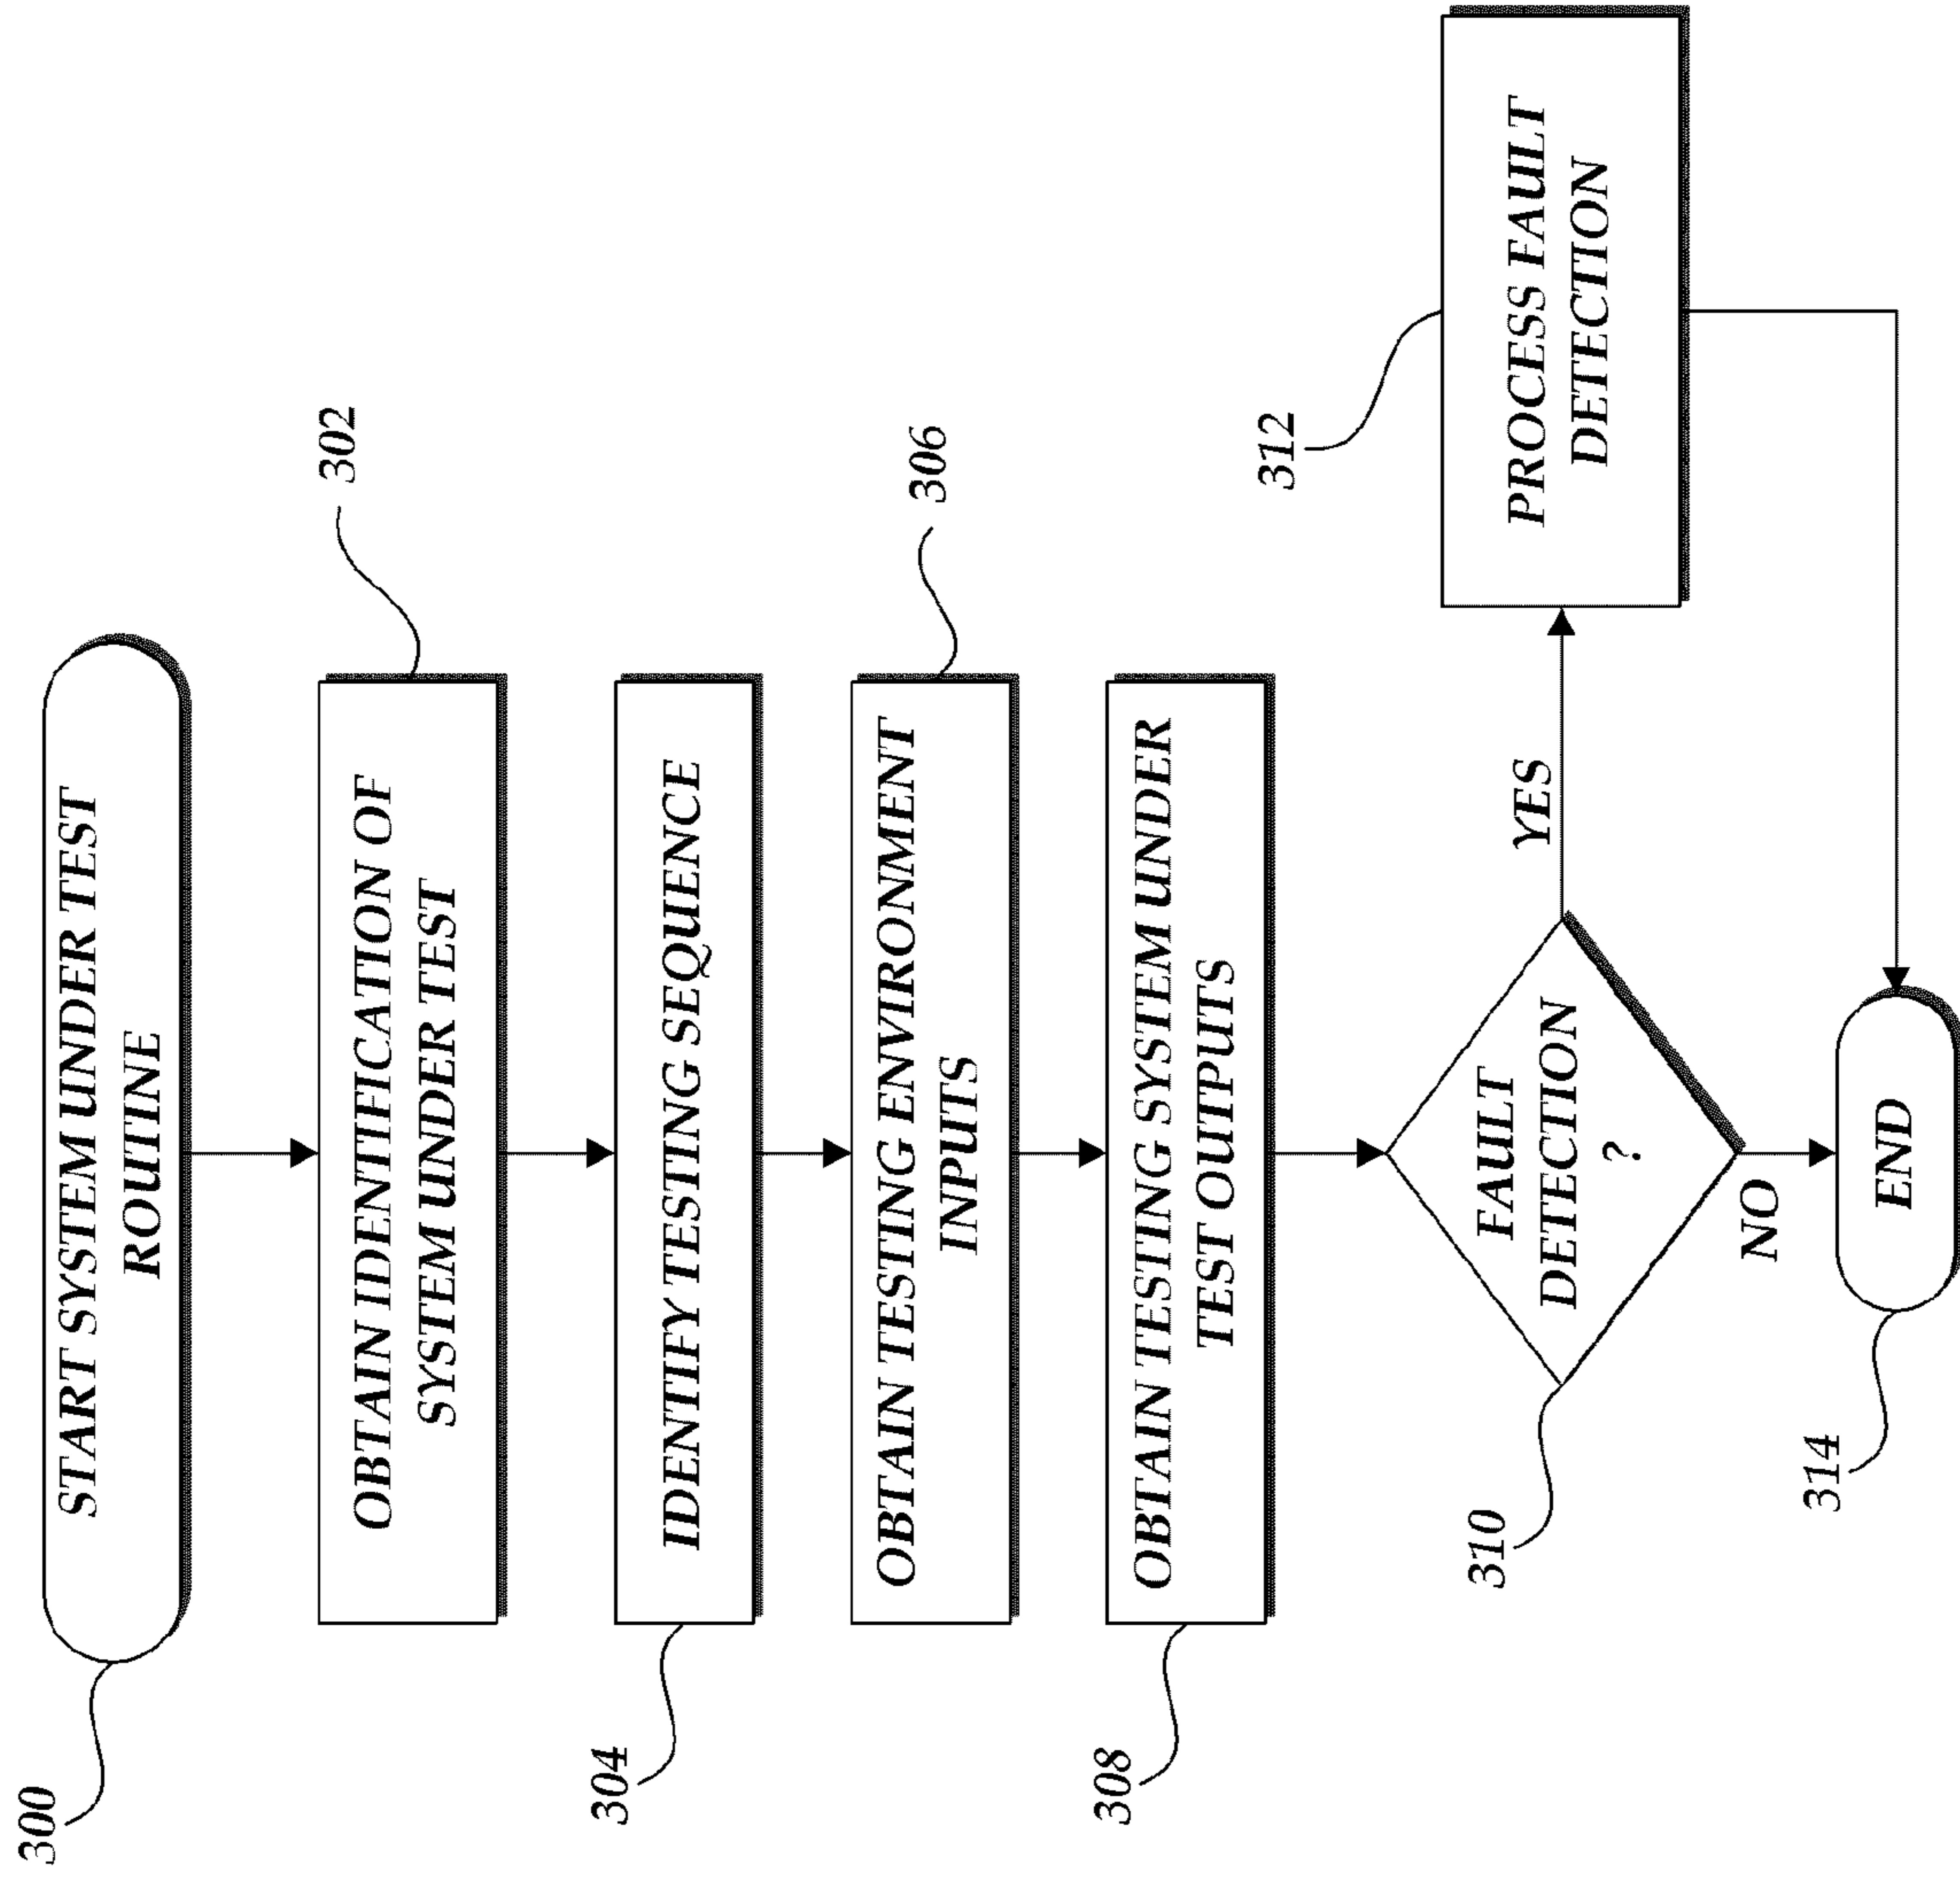 300
START SYSTEM UNDER TEST
ROUTINE
302
OBTAIN IDENTIFICATION OF
SYSTEM UNDER TEST
304
IDENTIFY TESTING SEQUENCE
306
OBTAIN TESTING ENVIRONMENT
INPUTS
308
OBTAIN TESTING SYSTEM UNDER
TEST OUTPUTS
310
FAULT
DETECTION
?
YES
312
PROCESS FAULT
DETECTION
NO
314
END